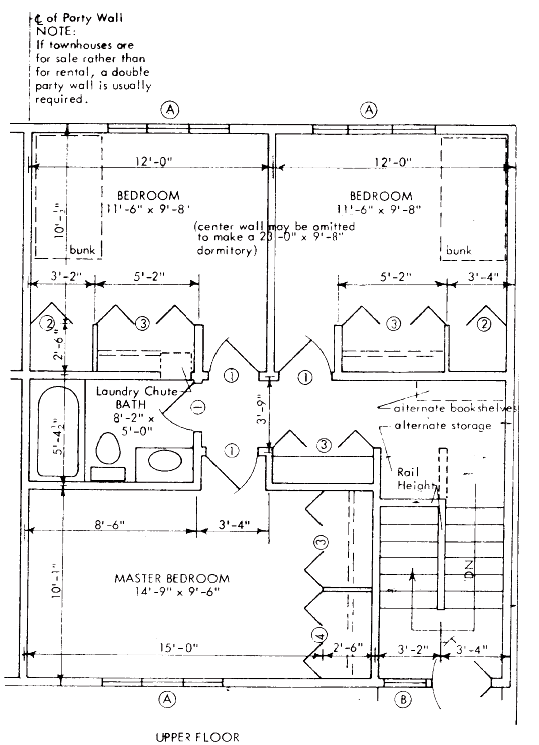 ℄ of Party Wall
NOTE:
If townhouses are
for sale rather than
for rental, a double
party wall is usually
required.
A
A
12'-0"
12'-0"
BEDROOM
11'-6" x 9'-8"
BEDROOM
11'-6" x 9'-8"
(center wall may be omitted
to make a 23'-0" x 9'-8"
dormitory)
10'-½"
bunk
bunk
3'-2"
5'-2"
5'-2"
3'-4"
2
3
3
2
2'-6"
Laundry Chute
BATH
8'-2" x
5'-0"
1
1
1
1
3'-9"
5'-4½"
alternate bookshelves
alternate storage
3
Rail
Height
8'-6"
3'-4"
3
DN
MASTER BEDROOM
14'-9" x 9'-6"
10'-1"
15'-0"
4
2'-6"
3'-2"
3'-4"
A
B
UPPER FLOOR